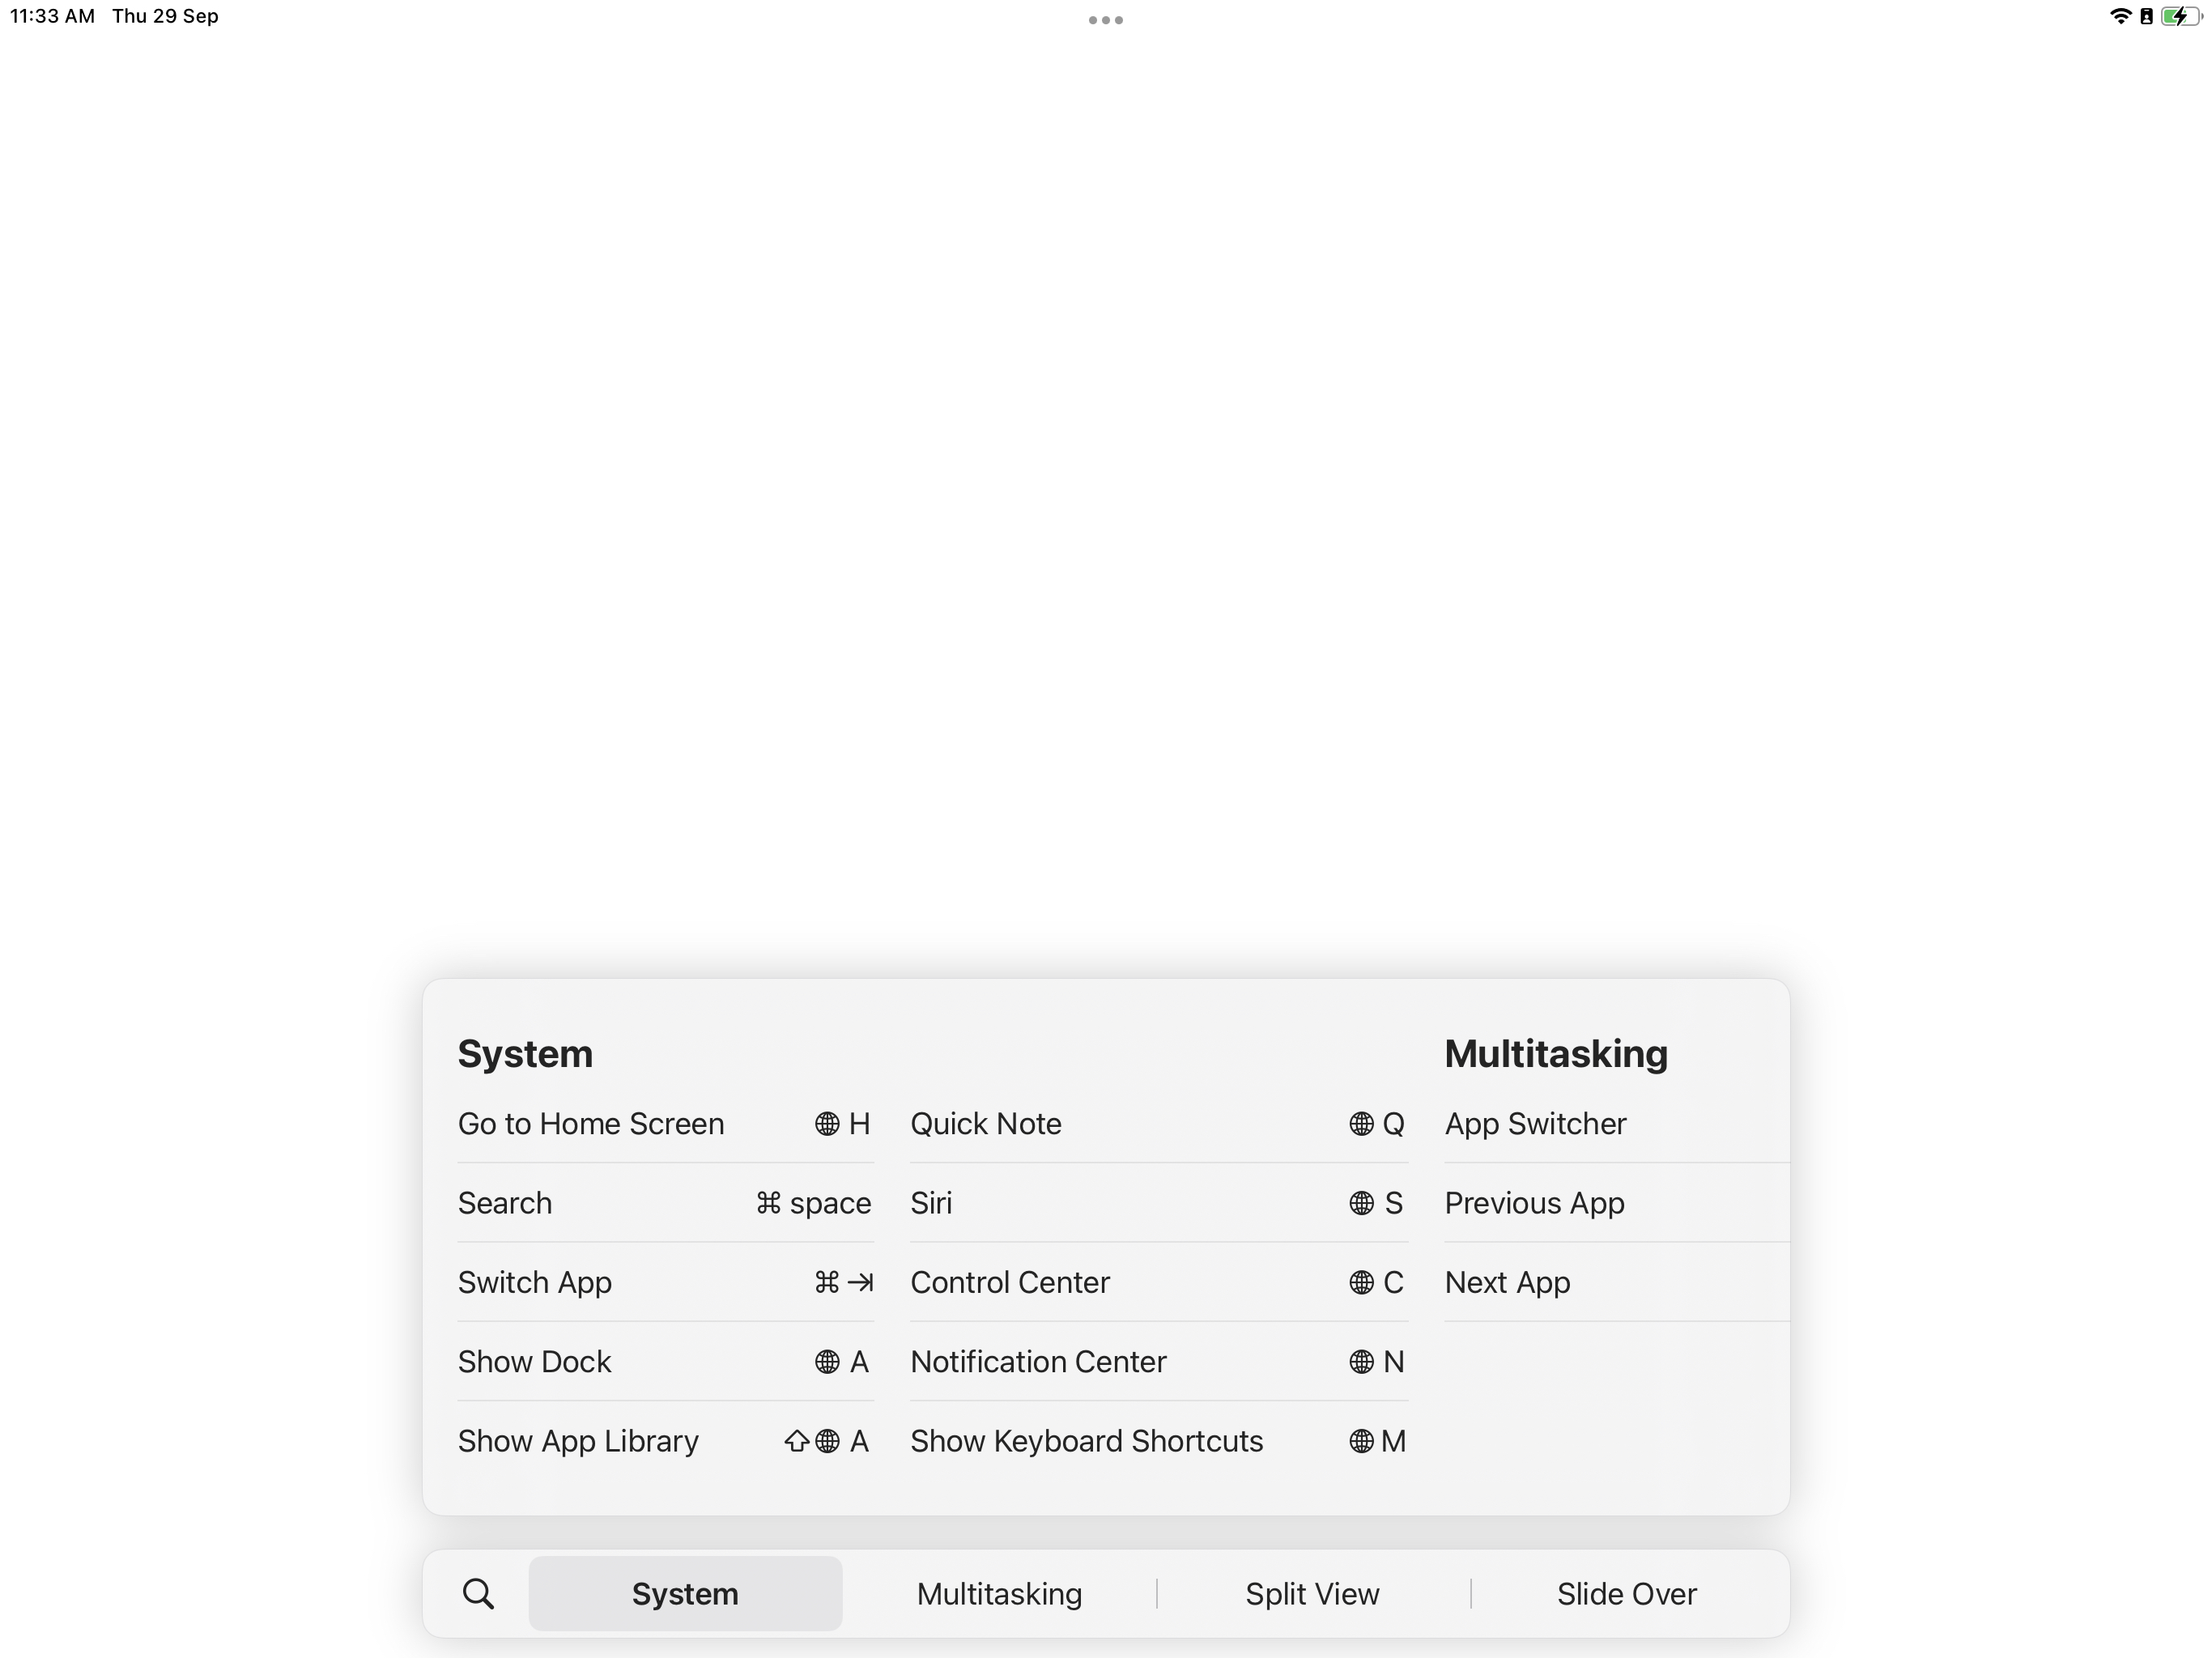 11:33 AM Thu 29 Sep
System
Go to Home Screen H
Search ⌘ space
Switch App ⌘ ⇥
Show Dock A
Show App Library ⇧ A
Quick Note Q
Siri S
Control Center C
Notification Center N
Show Keyboard Shortcuts M
Multitasking
App Switcher
Previous App
Next App
System Multitasking Split View Slide Over